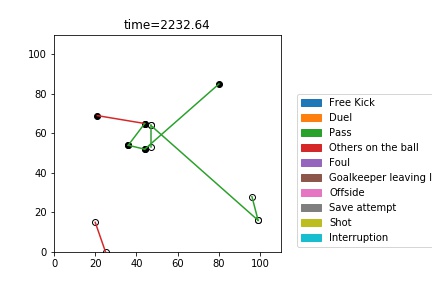 time=2232.64
100
80
60
40
20
0
0 20 40 60 80 100
Free Kick
Duel
Pass
Others on the ball
Foul
Goalkeeper leaving l
Offside
Save attempt
Shot
Interruption